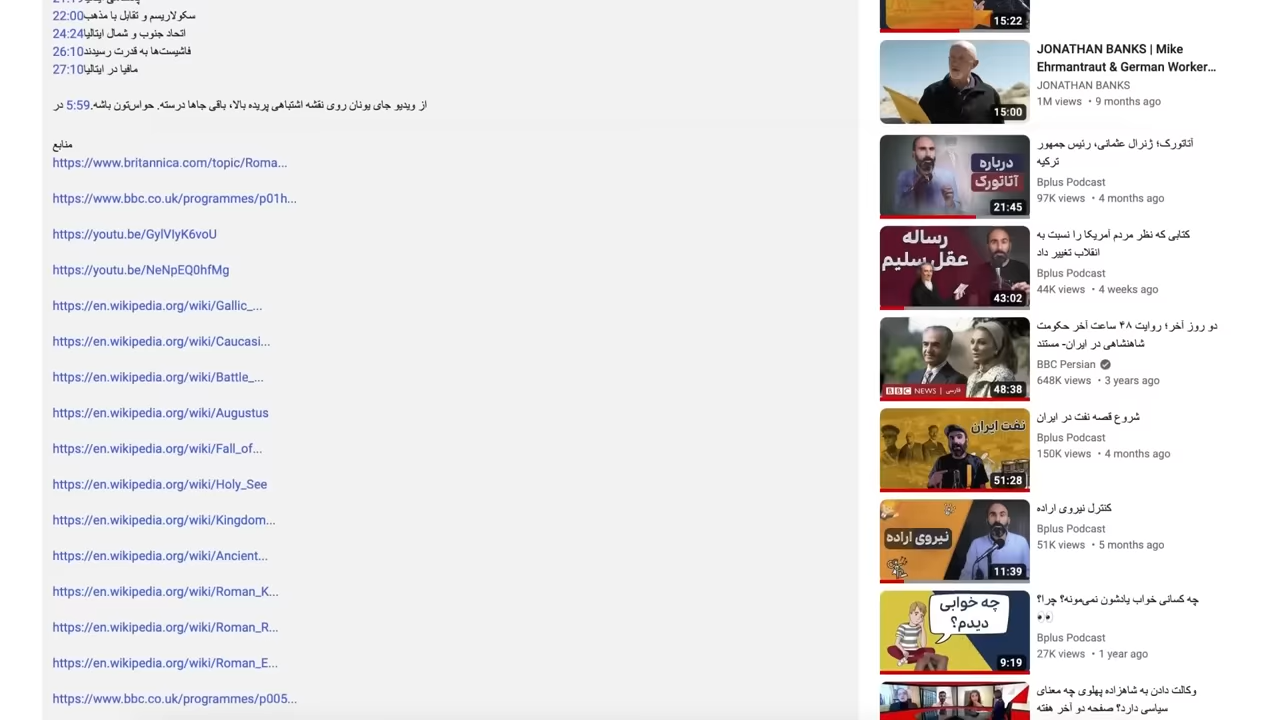 سکولاریسم و تقابل با مذهب22:00
اتحاد جنوب و شمال ایتالیا24:24
فاشیست‌ها به قدرت رسیدند26:10
مافیا در ایتالیا27:10
در 5:59 از ویدیو جای یونان روی نقشه اشتباهی پریده بالا، باقی جاها درسته. حواس‌تون باشه.
منابع
https://www.britannica.com/topic/Roma...
https://www.bbc.co.uk/programmes/p01h...
https://youtu.be/GylVIyK6voU
https://youtu.be/NeNpEQ0hfMg
https://en.wikipedia.org/wiki/Gallic_...
https://en.wikipedia.org/wiki/Caucasi...
https://en.wikipedia.org/wiki/Battle_...
https://en.wikipedia.org/wiki/Augustus
https://en.wikipedia.org/wiki/Fall_of...
https://en.wikipedia.org/wiki/Holy_See
https://en.wikipedia.org/wiki/Kingdom...
https://en.wikipedia.org/wiki/Ancient...
https://en.wikipedia.org/wiki/Roman_K...
https://en.wikipedia.org/wiki/Roman_R...
https://en.wikipedia.org/wiki/Roman_E...
https://www.bbc.co.uk/programmes/p005...
15:22
JONATHAN BANKS | Mike
Ehrmantraut & German Worker...
JONATHAN BANKS
1M views • 9 months ago
15:00
درباره
آتاتورک
21:45
آتاتورک؛ ژنرال عثمانی، رئیس جمهور
ترکیه
Bplus Podcast
97K views • 4 months ago
رساله
عقل سلیم
43:02
کتابی که نظر مردم آمریکا را نسبت به
انقلاب تغییر داد
Bplus Podcast
44K views • 4 weeks ago
BBC NEWS | فارسی
48:38
دو روز آخر؛ روایت ۴۸ ساعت آخر حکومت
شاهنشاهی در ایران- مستند
BBC Persian
648K views • 3 years ago
نفت ایران
51:28
شروع قصه نفت در ایران
Bplus Podcast
150K views • 4 months ago
نیروی اراده
11:39
کنترل نیروی اراده
Bplus Podcast
51K views • 5 months ago
چه خوابی
دیدم؟
9:19
چه کسانی خواب یادشون نمی‌مونه؟ چرا؟
👀
Bplus Podcast
27K views • 1 year ago
وکالت دادن به شاهزاده پهلوی چه معنای
سیاسی دارد؟ صفحه دو آخر هفته